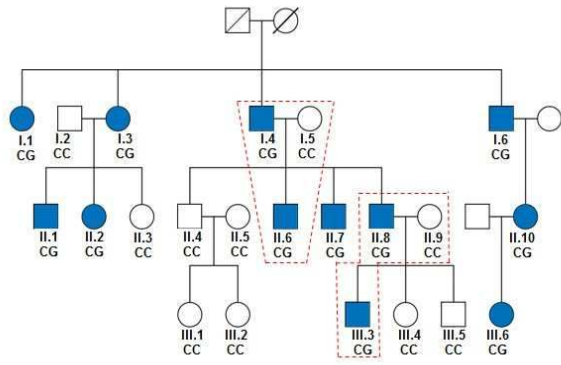 I.1 I.2 I.3 I.4 I.5 I.6
CG CC CG CG CC CG
II.1 II.2 II.3 II.4 II.5 II.6 II.7 II.8 II.9 II.10
CG CG CC CC CC CG CG CG CC CG
III.1 III.2 III.3 III.4 III.5 III.6
CC CC CG CC CC CG